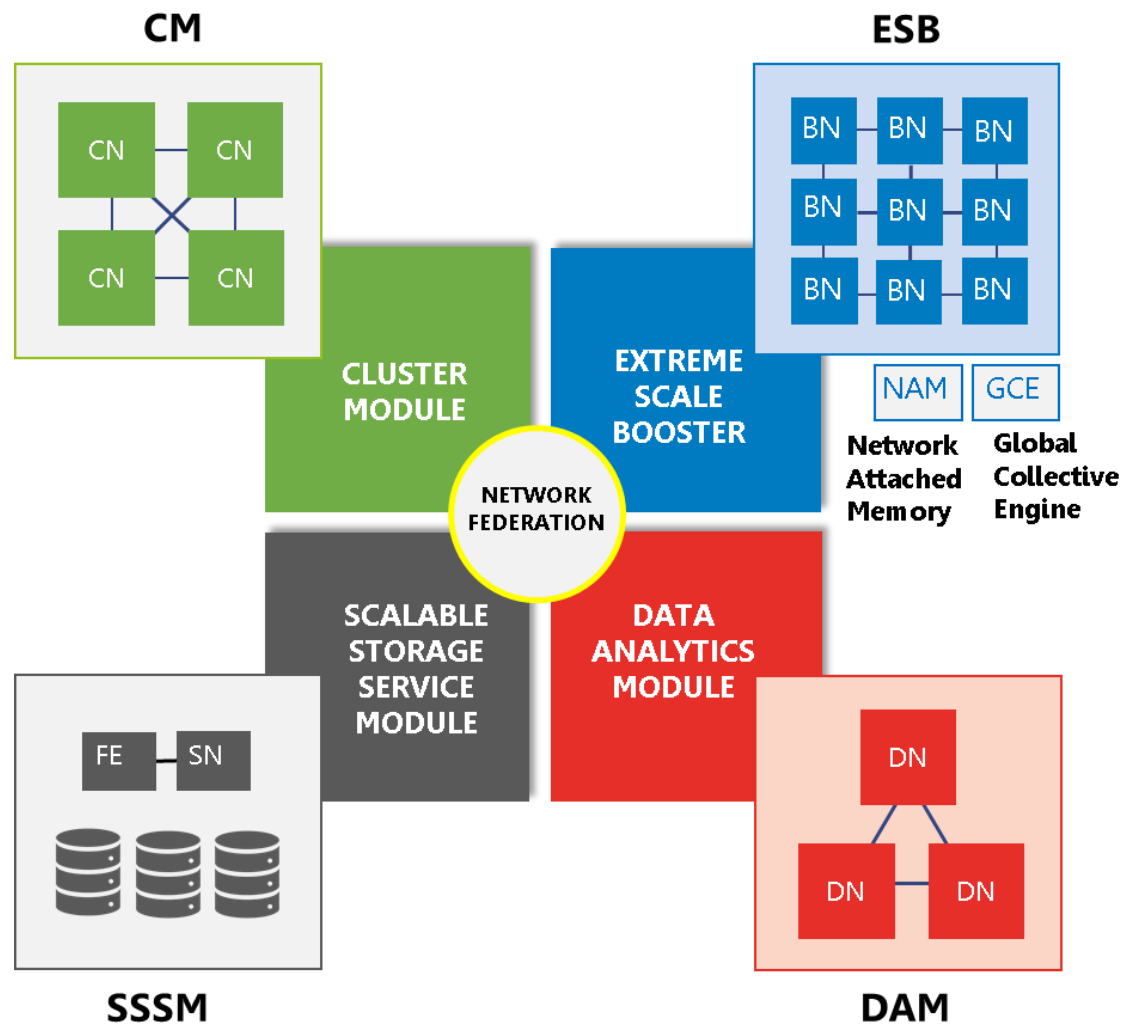 CM
ESB
CN CN
CN CN
BN BN BN
BN BN BN
BN BN BN
CLUSTER
MODULE
EXTREME
SCALE
BOOSTER
NAM GCE
Network
Attached
Memory
Global
Collective
Engine
NETWORK
FEDERATION
SCALABLE
STORAGE
SERVICE
MODULE
DATA
ANALYTICS
MODULE
FE SN
DN
DN DN
SSSM
DAM